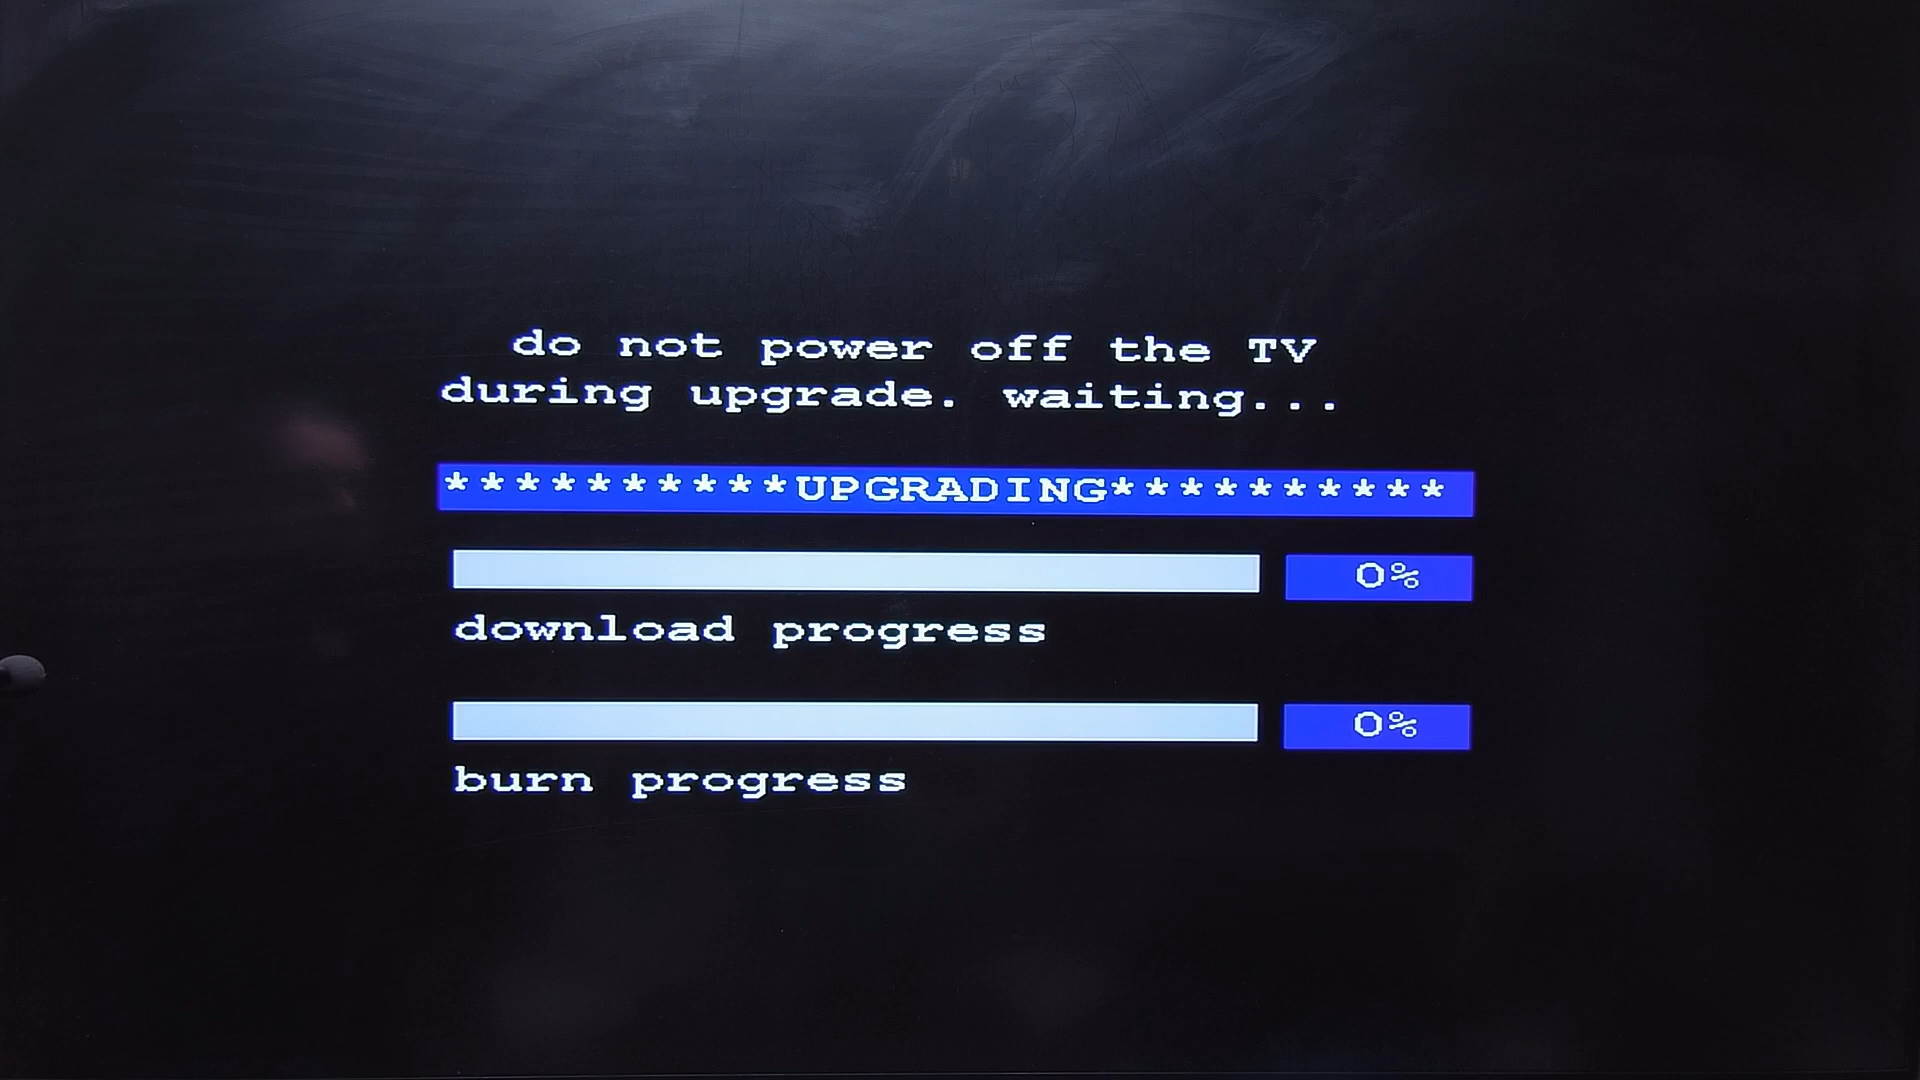 do not power off the TV
during upgrade. waiting...
**********UPGRADING**********
0%
download progress
0%
burn progress